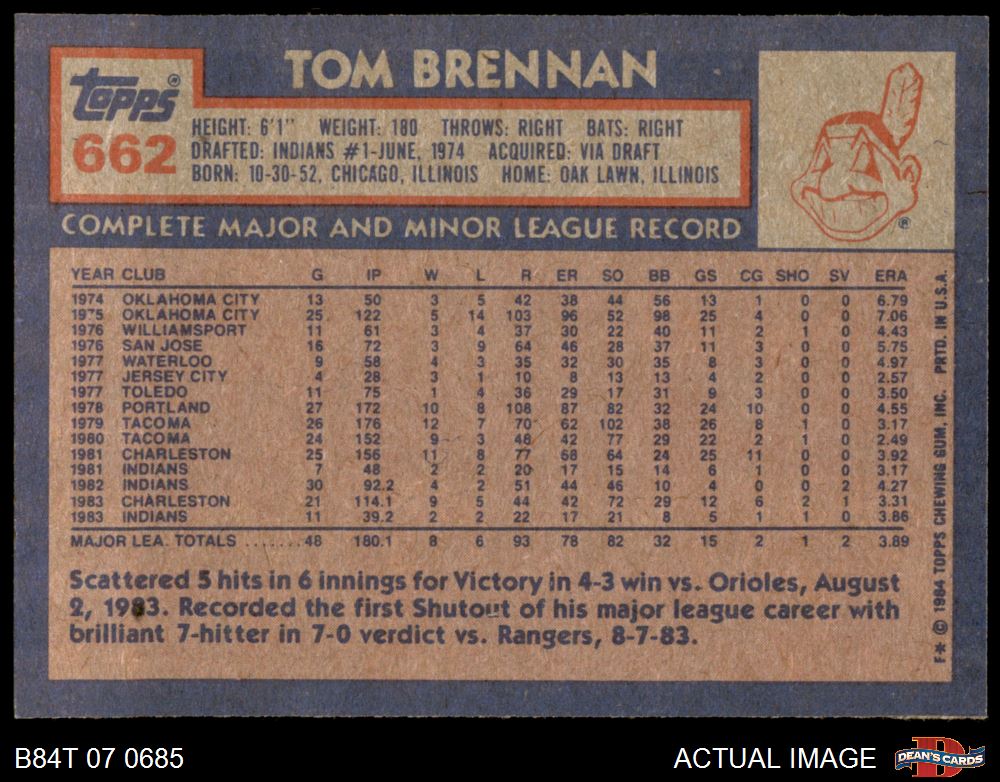 TOM BRENNAN
Topps®
662
HEIGHT: 6'1" WEIGHT: 180 THROWS: RIGHT BATS: RIGHT
DRAFTED: INDIANS #1-JUNE, 1974 ACQUIRED: VIA DRAFT
BORN: 10-30-52, CHICAGO, ILLINOIS HOME: OAK LAWN, ILLINOIS
®
COMPLETE MAJOR AND MINOR LEAGUE RECORD
YEAR CLUB G IP W L R ER SO BB GS CG SHO SV ERA
1974 OKLAHOMA CITY 13 50 3 5 42 38 44 56 13 1 0 0 6.79
1975 OKLAHOMA CITY 25 122 5 14 103 96 52 98 25 4 0 0 7.06
1976 WILLIAMSPORT 11 61 3 4 37 30 22 40 11 2 1 0 4.43
1976 SAN JOSE 16 72 3 9 64 46 28 37 11 3 0 0 5.75
1977 WATERLOO 9 58 4 3 35 32 30 35 8 3 0 0 4.97
1977 JERSEY CITY 4 28 3 1 10 8 13 13 4 2 0 0 2.57
1977 TOLEDO 11 75 1 4 36 29 17 31 9 3 0 0 3.50
1978 PORTLAND 27 172 10 8 108 87 82 32 24 10 0 0 4.55
1979 TACOMA 26 176 12 7 70 62 102 38 26 8 1 0 3.17
1980 TACOMA 24 152 9 3 48 42 77 29 22 2 1 0 2.49
1981 CHARLESTON 25 156 11 8 77 68 64 24 25 11 0 0 3.92
1981 INDIANS 7 48 2 2 20 17 15 14 6 1 0 0 3.17
1982 INDIANS 30 92.2 4 2 51 44 46 10 4 0 0 2 4.27
1983 CHARLESTON 21 114.1 9 5 44 42 72 29 12 6 2 1 3.31
1983 INDIANS 11 39.2 2 2 22 17 21 8 5 1 1 0 3.86
MAJOR LEA. TOTALS .......48 180.1 8 6 93 78 82 32 15 2 1 2 3.89
Scattered 5 hits in 6 innings for Victory in 4-3 win vs. Orioles, August
2, 1983. Recorded the first Shutout of his major league career with
brilliant 7-hitter in 7-0 verdict vs. Rangers, 8-7-83.
F* © 1984 TOPPS CHEWING GUM, INC. PRTD. IN U.S.A.
B84T 07 0685
ACTUAL IMAGE
D
DEAN'S CARDS